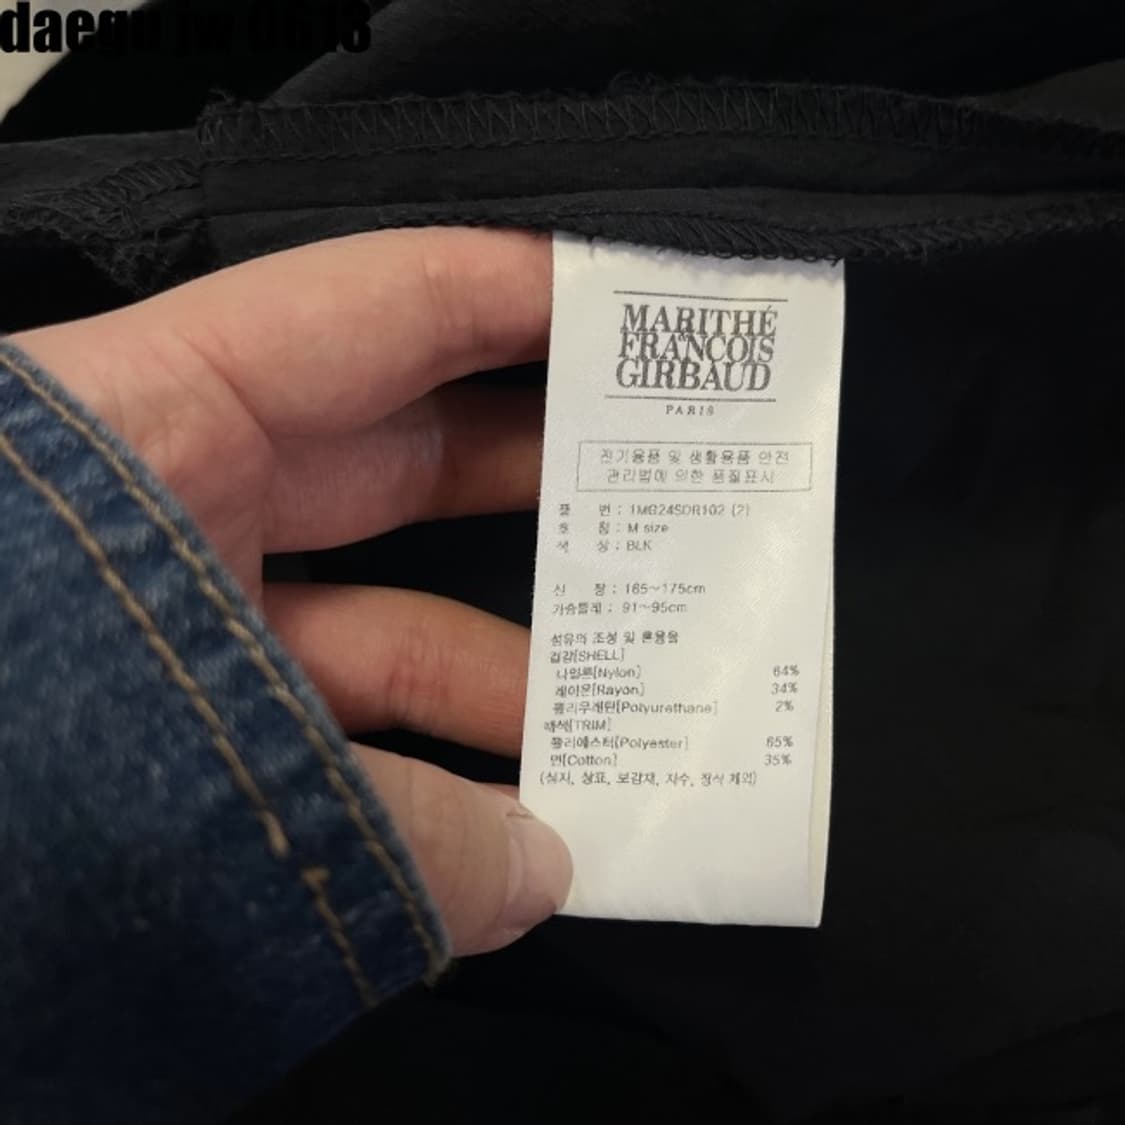 daegu jw 0613
MARITHÉ
FRANÇOIS
GIRBAUD
PARIS
전기용품 및 생활용품 안전
관리법에 의한 품질표시
품 번 : 1MG24SDR102 (2)
호 칭 : M size
색 상 : BLK
신 장 : 165~175cm
가슴둘레 : 91~95cm
섬유의 조성 및 혼용율
겉감[SHELL]
나일론[Nylon] 64%
레이온[Rayon] 34%
폴리우레탄[Polyurethane] 2%
배색[TRIM]
폴리에스터[Polyester] 65%
면[Cotton] 35%
(심지, 상표, 보강재, 자수, 장식 제외)